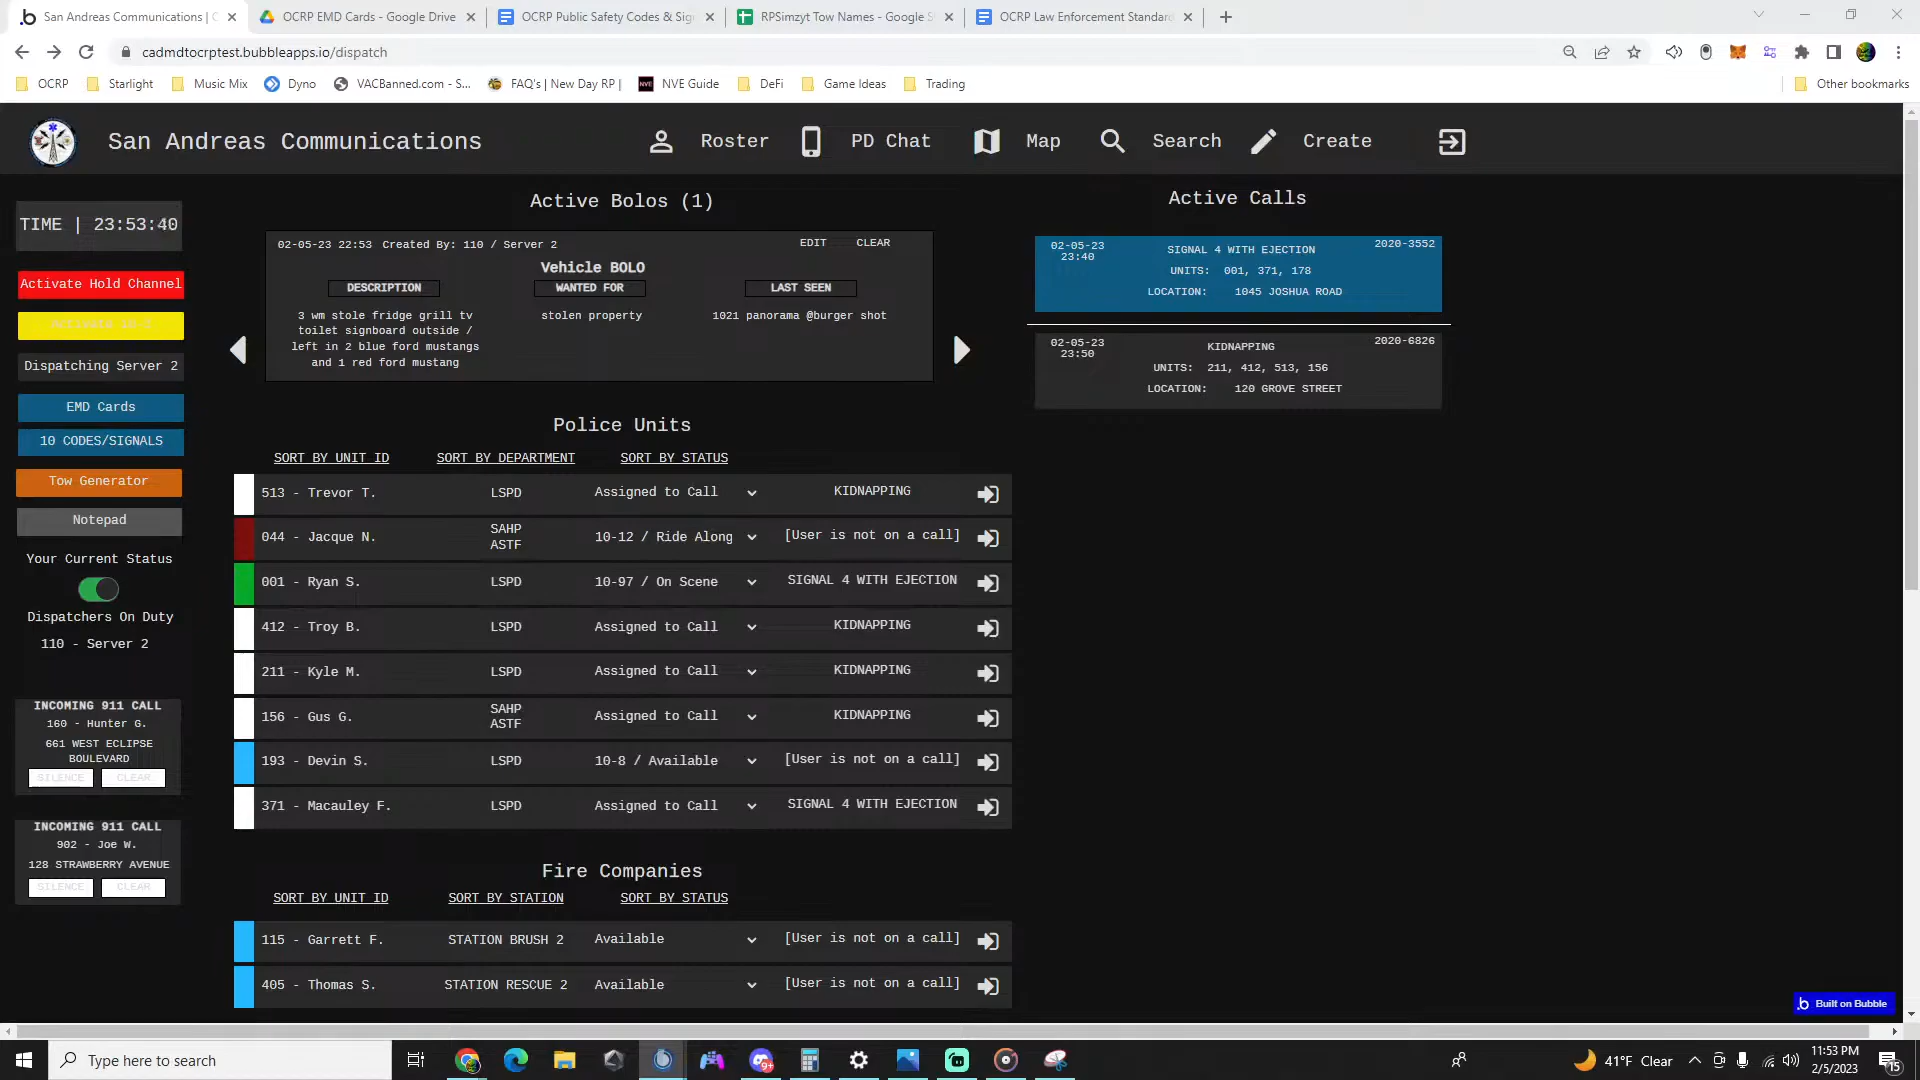 San Andreas Communications | C
OCRP EMD Cards - Google Drive
OCRP Public Safety Codes & Sig
RPSimzyt Tow Names - Google S
OCRP Law Enforcement Standard
cadmdtocrptest.bubbleapps.io/dispatch
OCRP
Starlight
Music Mix
Dyno
VACBanned.com - S...
FAQ's | New Day RP |
NVE Guide
DeFi
Game Ideas
Trading
Other bookmarks
San Andreas Communications
Roster
PD Chat
Map
Search
Create
TIME | 23:53:40
Activate Hold Channel
Dispatching Server 2
EMD Cards
10 CODES/SIGNALS
Tow Generator
Notepad
Your Current Status
Dispatchers On Duty
110 - Server 2
INCOMING 911 CALL
160 - Hunter G.
661 WEST ECLIPSE
BOULEVARD
SILENCE CLEAR
INCOMING 911 CALL
902 - Joe W.
128 STRAWBERRY AVENUE
SILENCE CLEAR
Active Bolos (1)
02-05-23 22:53 Created By: 110 / Server 2
EDIT CLEAR
Vehicle BOLO
DESCRIPTION
3 wm stole fridge grill tv
toilet signboard outside /
left in 2 blue ford mustangs
and 1 red ford mustang
WANTED FOR
stolen property
LAST SEEN
1021 panorama @burger shot
Active Calls
02-05-23
23:40
SIGNAL 4 WITH EJECTION
2020-3552
UNITS: 001, 371, 178
LOCATION: 1045 JOSHUA ROAD
02-05-23
23:50
KIDNAPPING
2020-6826
UNITS: 211, 412, 513, 156
LOCATION: 120 GROVE STREET
Police Units
SORT BY UNIT ID SORT BY DEPARTMENT SORT BY STATUS
513 - Trevor T. LSPD Assigned to Call KIDNAPPING
044 - Jacque N. SAHP ASTF 10-12 / Ride Along [User is not on a call]
001 - Ryan S. LSPD 10-97 / On Scene SIGNAL 4 WITH EJECTION
412 - Troy B. LSPD Assigned to Call KIDNAPPING
211 - Kyle M. LSPD Assigned to Call KIDNAPPING
156 - Gus G. SAHP ASTF Assigned to Call KIDNAPPING
193 - Devin S. LSPD 10-8 / Available [User is not on a call]
371 - Macauley F. LSPD Assigned to Call SIGNAL 4 WITH EJECTION
Fire Companies
SORT BY UNIT ID SORT BY STATION SORT BY STATUS
115 - Garrett F. STATION BRUSH 2 Available [User is not on a call]
405 - Thomas S. STATION RESCUE 2 Available [User is not on a call]
Built on Bubble
Type here to search
41°F Clear
11:53 PM
2/5/2023
15